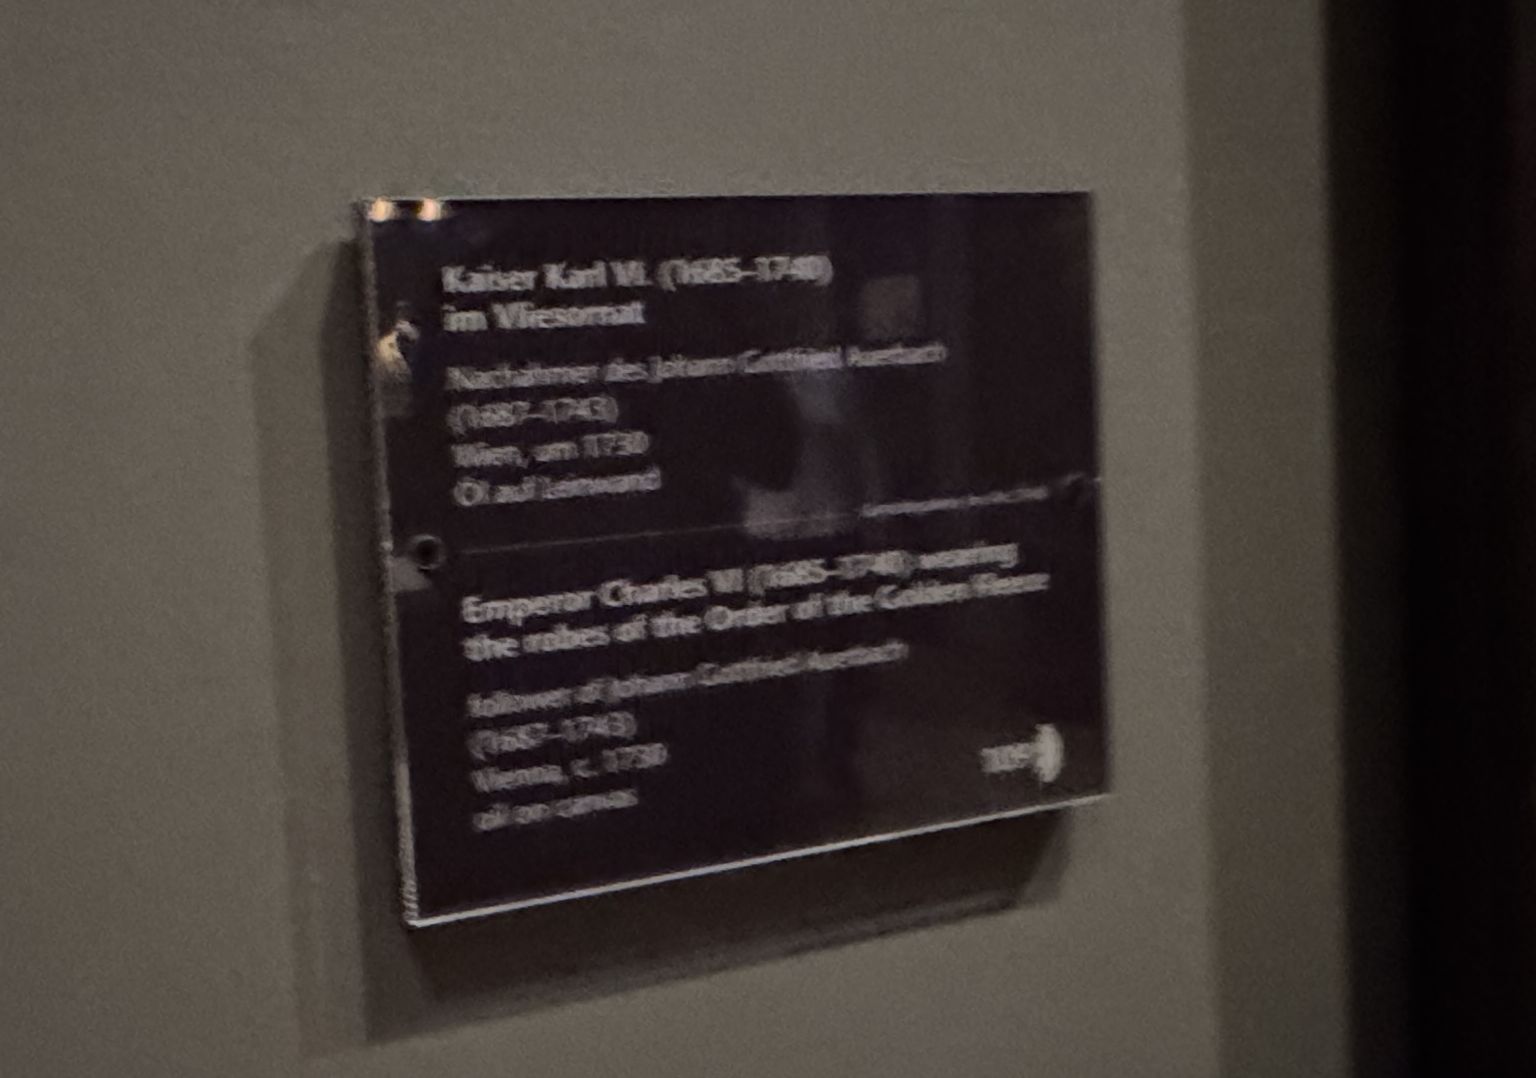 Kaiser Karl VI. (1685–1740)
im Vliesornat
Nachahmer des Johann Gottfried Auerbach
(1687–1743)
Wien, um 1730
Öl auf Leinwand
Emperor Charles VI (1685–1740) wearing
the robes of the Order of the Golden Fleece
Follower of Johann Gottfried Auerbach
(1687–1743)
Vienna, c. 1730
oil on canvas